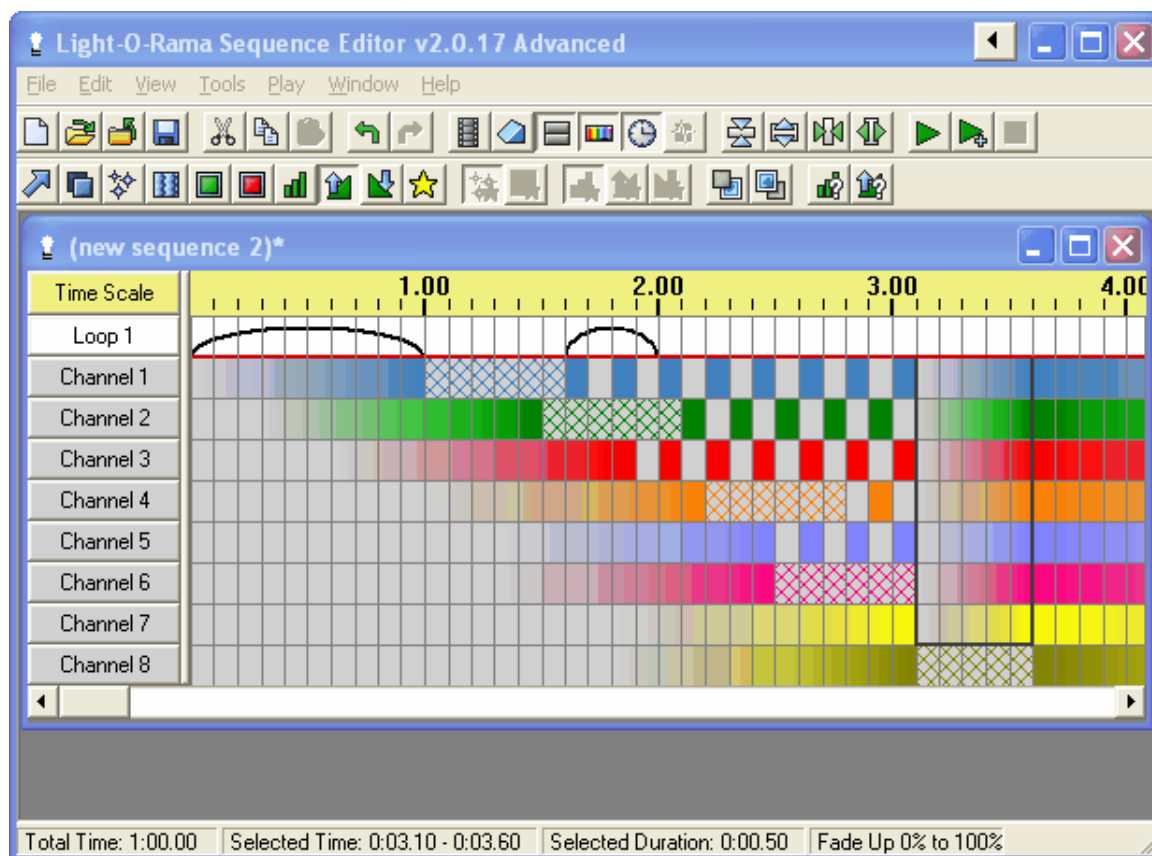 Light-O-Rama Sequence Editor v2.0.17 Advanced
File Edit View Tools Play Window Help
(new sequence 2)*
Time Scale 1.00 2.00 3.00 4.00
Loop 1
Channel 1
Channel 2
Channel 3
Channel 4
Channel 5
Channel 6
Channel 7
Channel 8
Total Time: 1:00.00 Selected Time: 0:03.10 - 0:03.60 Selected Duration: 0:00.50 Fade Up 0% to 100%